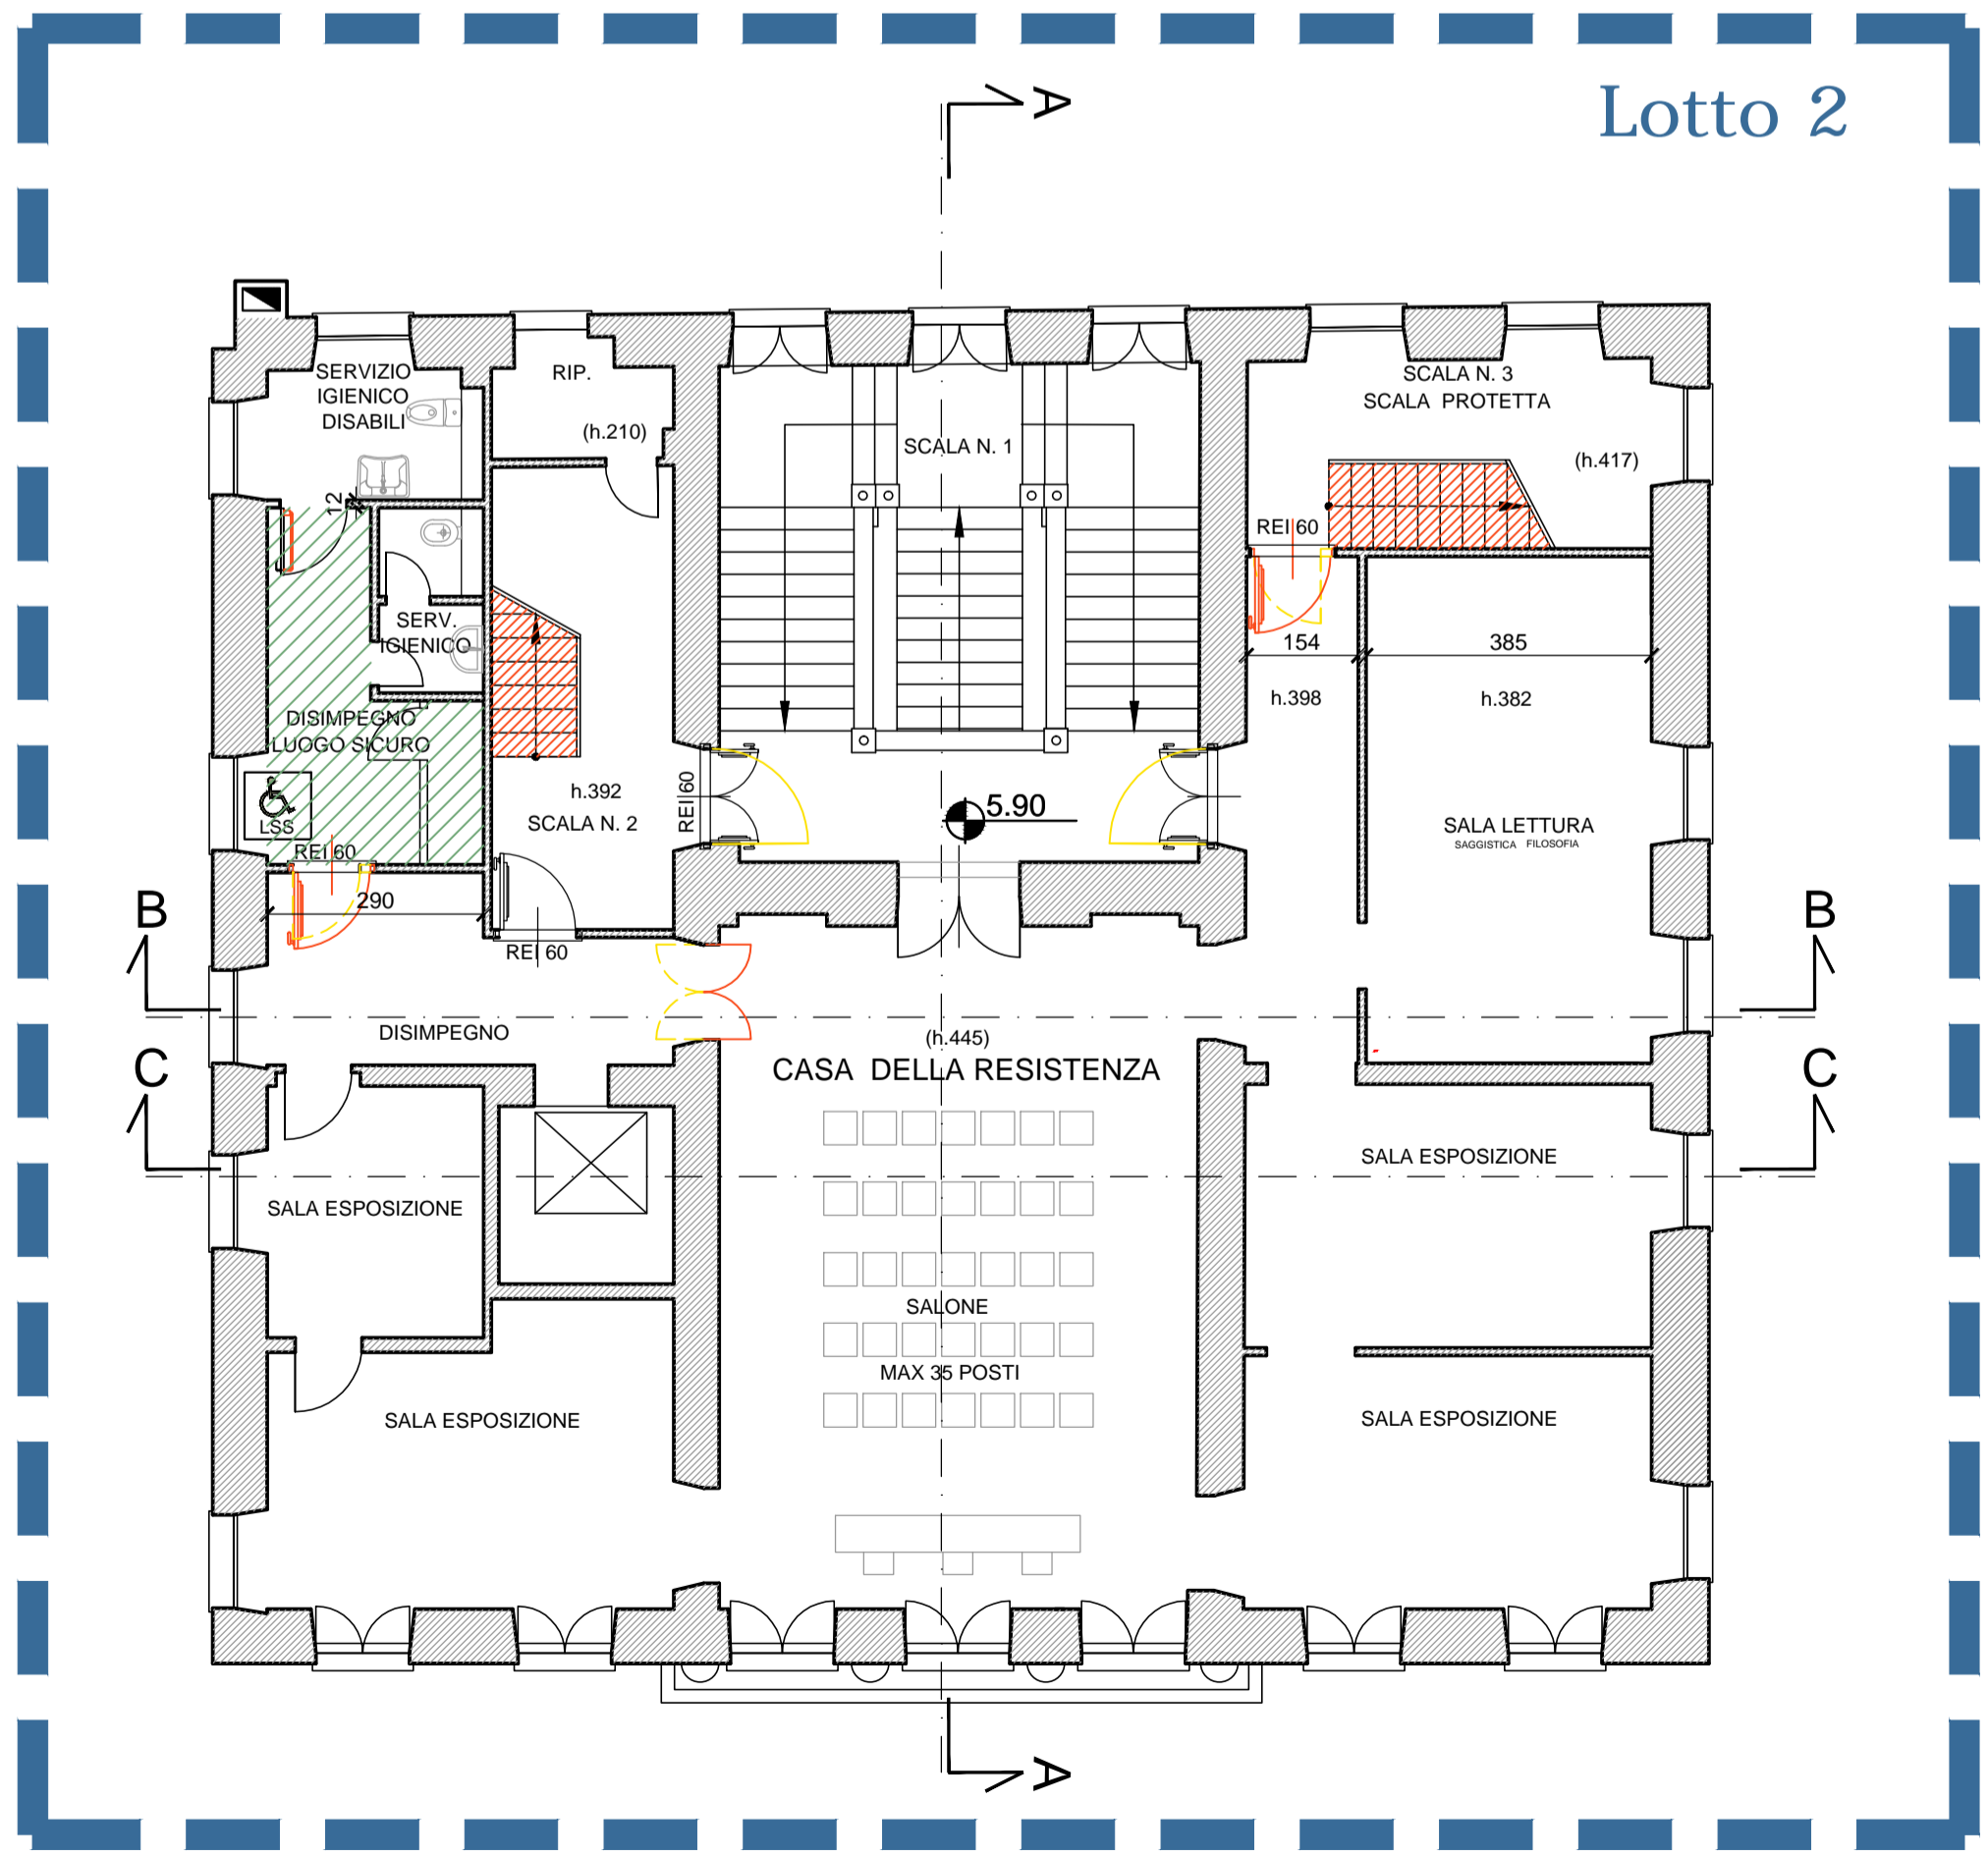 Lotto 2
A
SERVIZIO
IGIENICO
DISABILI
RIP.
(h.210)
SCALA N. 1
SCALA N. 3
SCALA PROTETTA
(h.417)
12
REI 60
SERV.
IGIENICO
154
385
h.398
h.382
DISIMPEGNO
LUOGO SICURO
LSS
h.392
SCALA N. 2
REI 60
5.90
SALA LETTURA
SAGGISTICA FILOSOFIA
REI 60
290
REI 60
B
B
DISIMPEGNO
(h.445)
CASA DELLA RESISTENZA
C
C
SALA ESPOSIZIONE
SALA ESPOSIZIONE
SALONE
MAX 35 POSTI
SALA ESPOSIZIONE
SALA ESPOSIZIONE
A